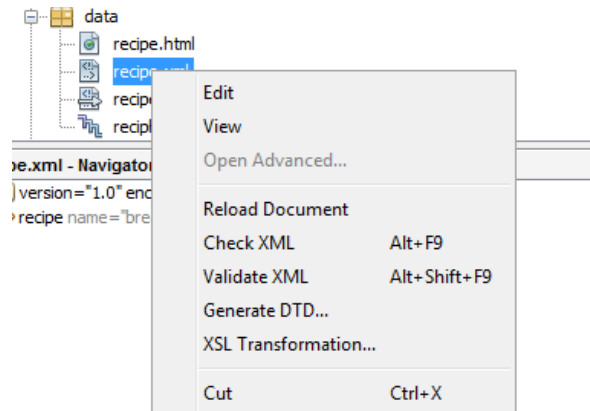 data
recipe.html
recipe.xml
recipe
recipl
Edit
View
Open Advanced...
pe.xml - Navigator
version="1.0" enc
recipe name="bre
Reload Document
Check XML Alt+F9
Validate XML Alt+Shift+F9
Generate DTD...
XSL Transformation...
Cut Ctrl+X